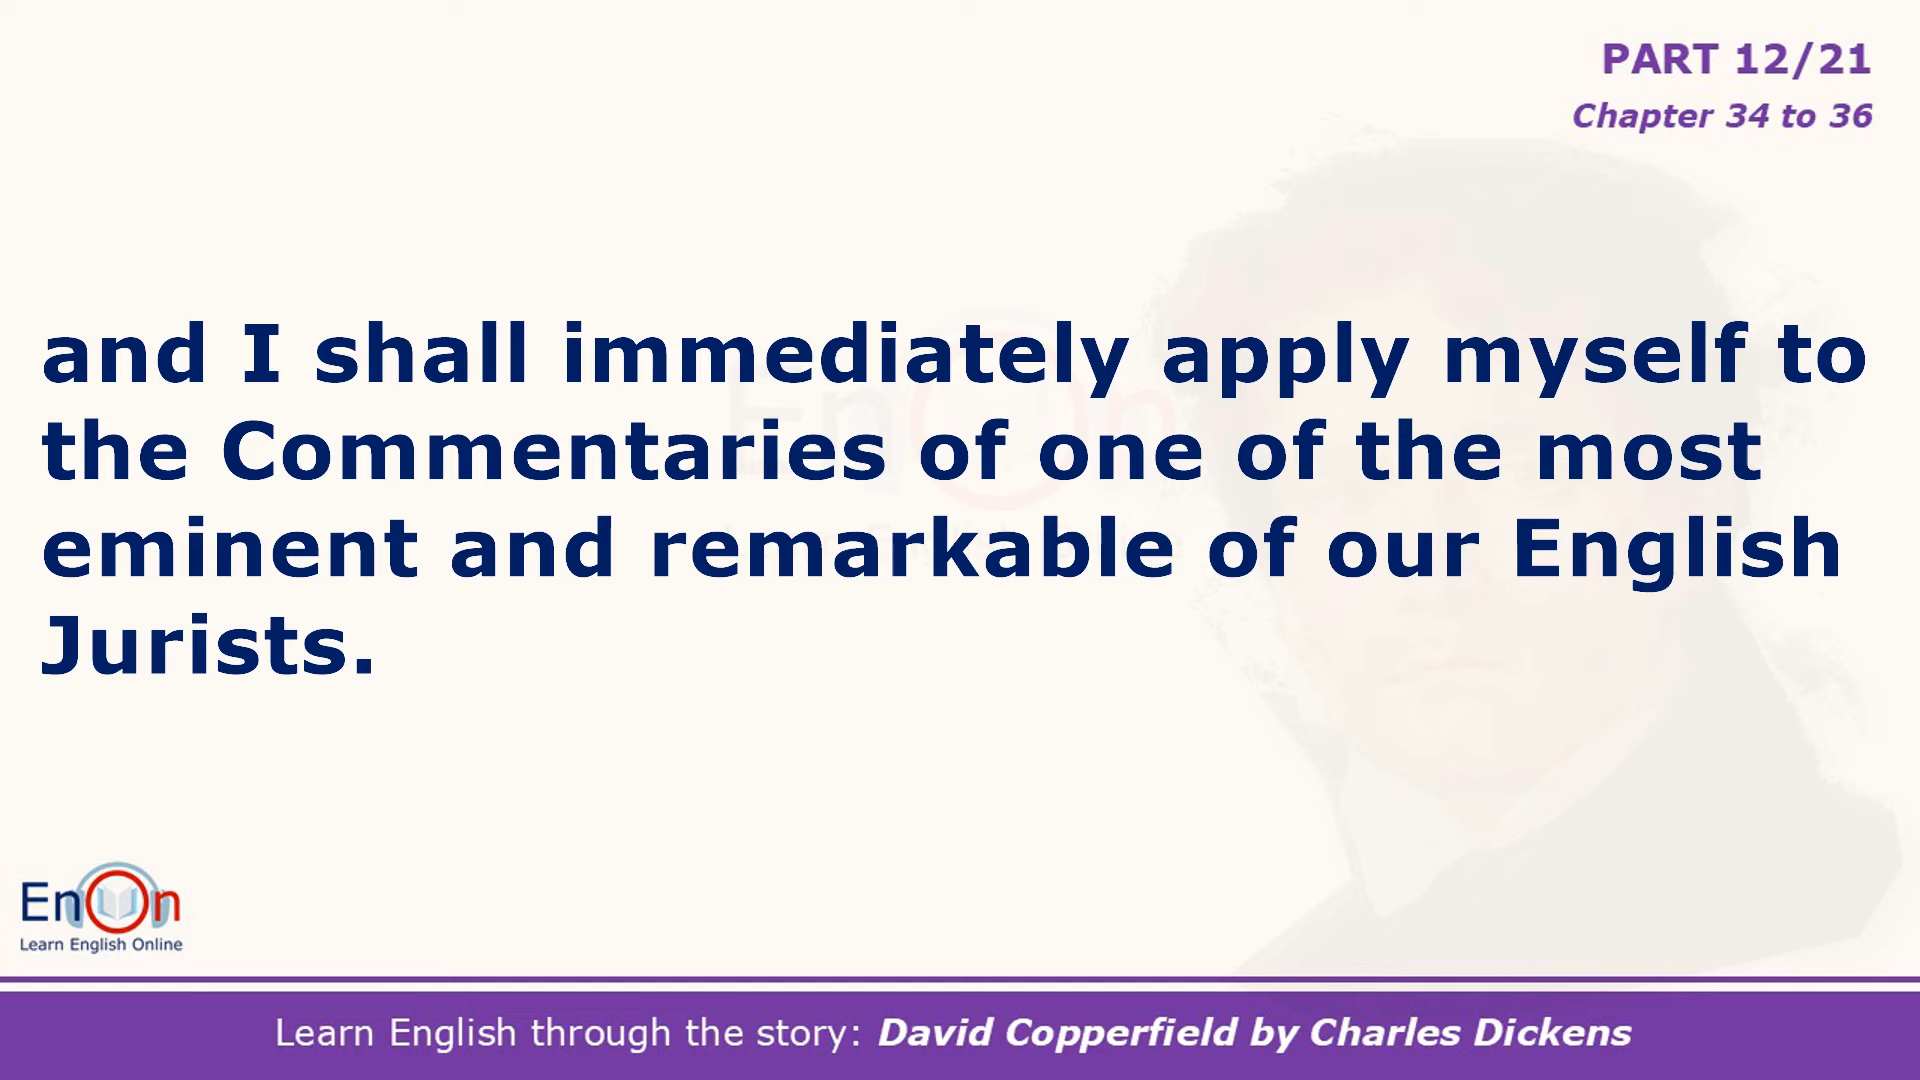 PART 12/21
Chapter 34 to 36
and I shall immediately apply myself to
the Commentaries of one of the most
eminent and remarkable of our English
Jurists.
EnOn
Learn English Online
Learn English through the story: David Copperfield by Charles Dickens